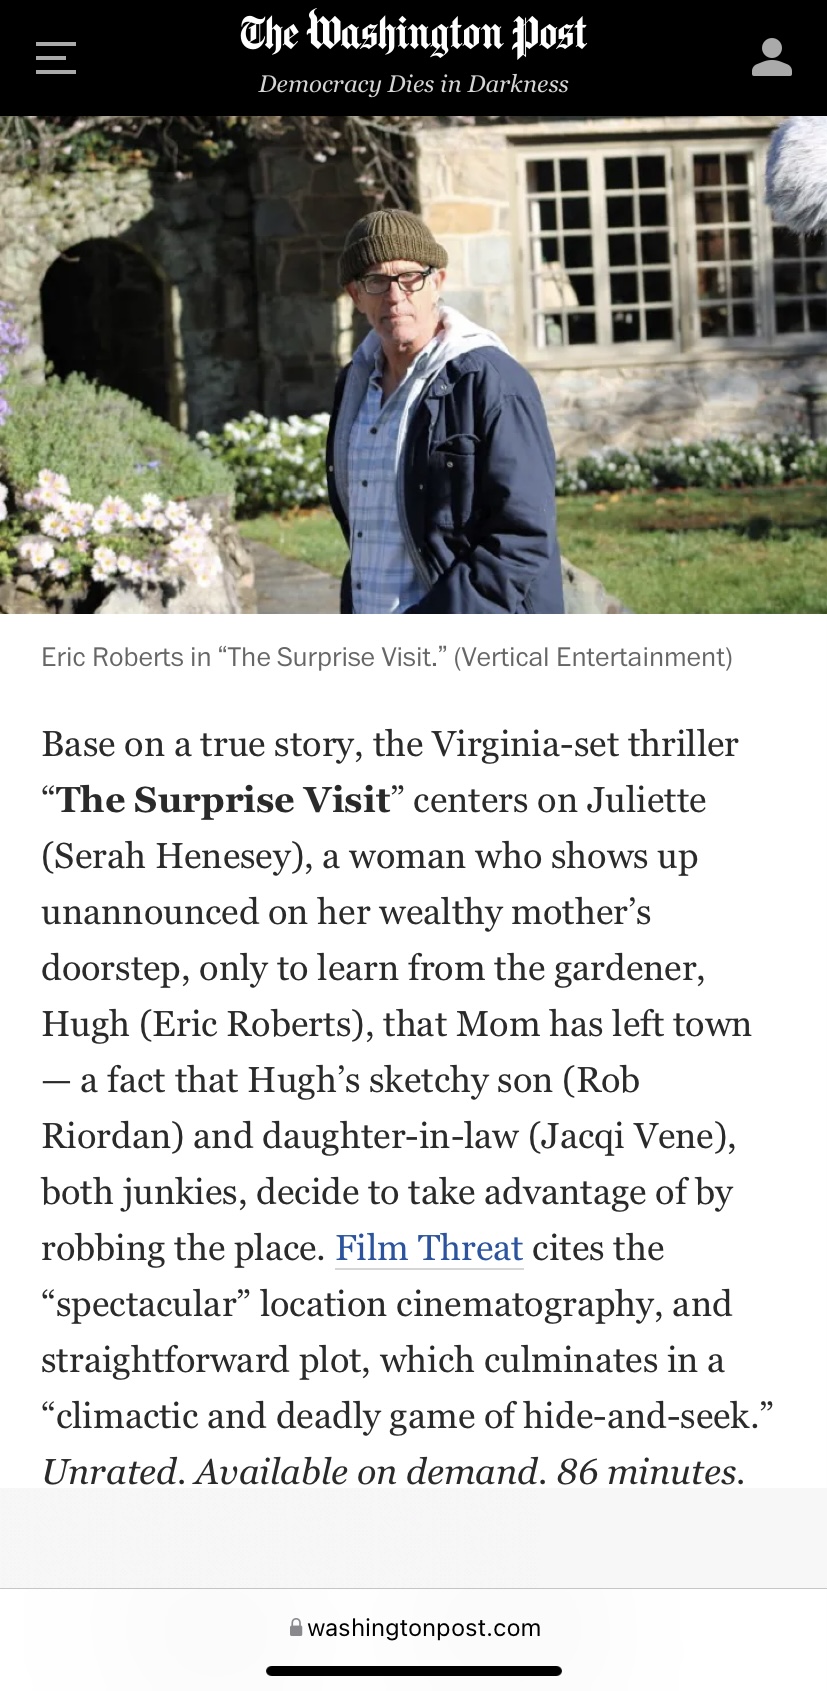 The Washington Post
Democracy Dies in Darkness
Eric Roberts in “The Surprise Visit.” (Vertical Entertainment)
Base on a true story, the Virginia-set thriller
“The Surprise Visit” centers on Juliette
(Serah Henesey), a woman who shows up
unannounced on her wealthy mother’s
doorstep, only to learn from the gardener,
Hugh (Eric Roberts), that Mom has left town
— a fact that Hugh’s sketchy son (Rob
Riordan) and daughter-in-law (Jacqi Vene),
both junkies, decide to take advantage of by
robbing the place. Film Threat cites the
“spectacular” location cinematography, and
straightforward plot, which culminates in a
“climactic and deadly game of hide-and-seek.”
Unrated. Available on demand. 86 minutes.
washingtonpost.com